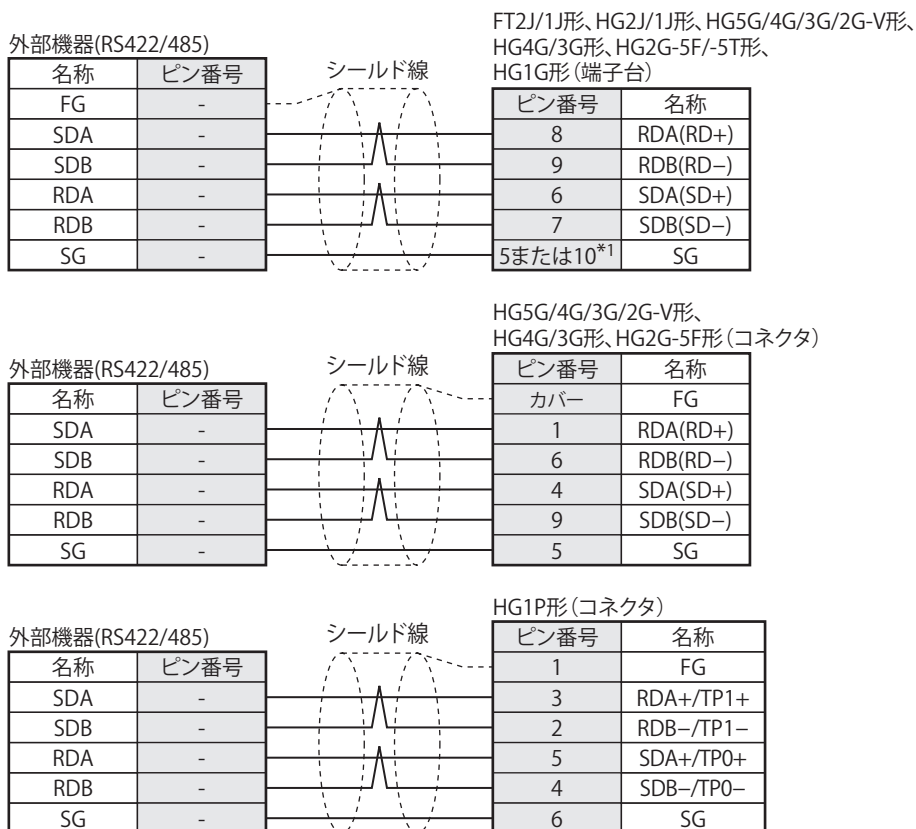 FT2J/1J形、HG2J/1J形、HG5G/4G/3G/2G-V形、
HG4G/3G形、HG2G-5F/-5T形、
HG1G形（端子台）
外部機器(RS422/485)
シールド線
名称 ピン番号 ピン番号 名称
FG -
SDA - 8 RDA(RD+)
SDB - 9 RDB(RD−)
RDA - 6 SDA(SD+)
RDB - 7 SDB(SD−)
SG - 5または10*1 SG
HG5G/4G/3G/2G-V形、
HG4G/3G形、HG2G-5F形（コネクタ）
外部機器(RS422/485)
シールド線
ピン番号 名称
名称 ピン番号 カバー FG
SDA - 1 RDA(RD+)
SDB - 6 RDB(RD−)
RDA - 4 SDA(SD+)
RDB - 9 SDB(SD−)
SG - 5 SG
HG1P形（コネクタ）
外部機器(RS422/485)
シールド線
ピン番号 名称
名称 ピン番号 1 FG
SDA - 3 RDA+/TP1+
SDB - 2 RDB−/TP1−
RDA - 5 SDA+/TP0+
RDB - 4 SDB−/TP0−
SG - 6 SG